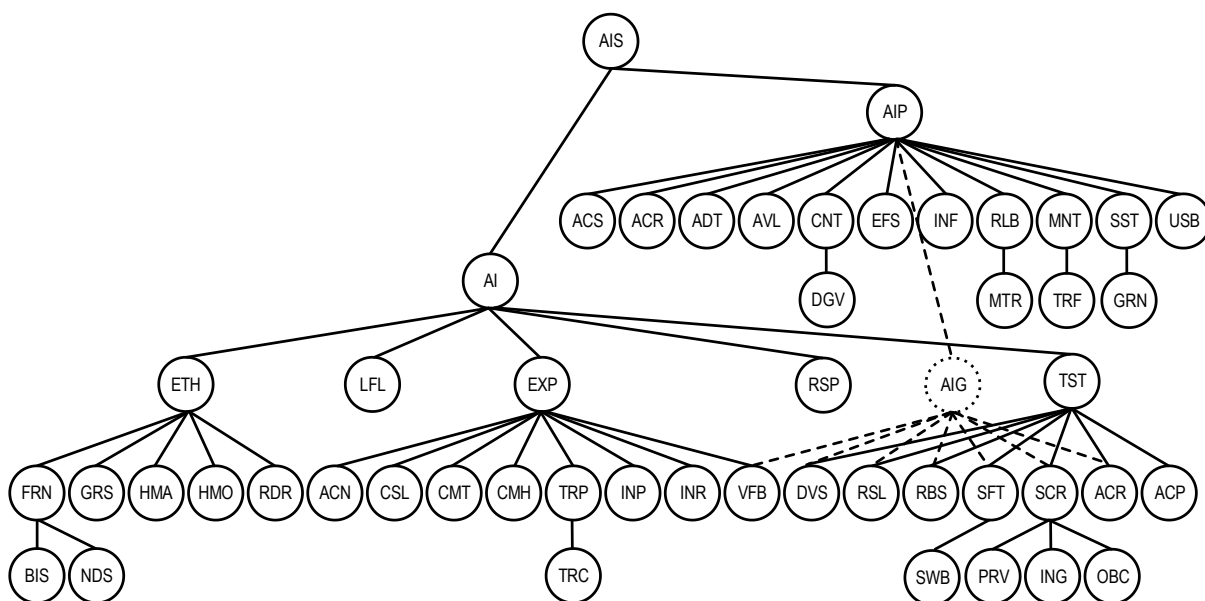 AIS
AIP
ACS ACR ADT AVL CNT EFS INF RLB MNT SST USB
AI
DGV MTR TRF GRN
ETH LFL EXP RSP AIG TST
FRN GRS HMA HMO RDR ACN CSL CMT CMH TRP INP INR VFB DVS RSL RBS SFT SCR ACR ACP
BIS NDS TRC SWB PRV ING OBC